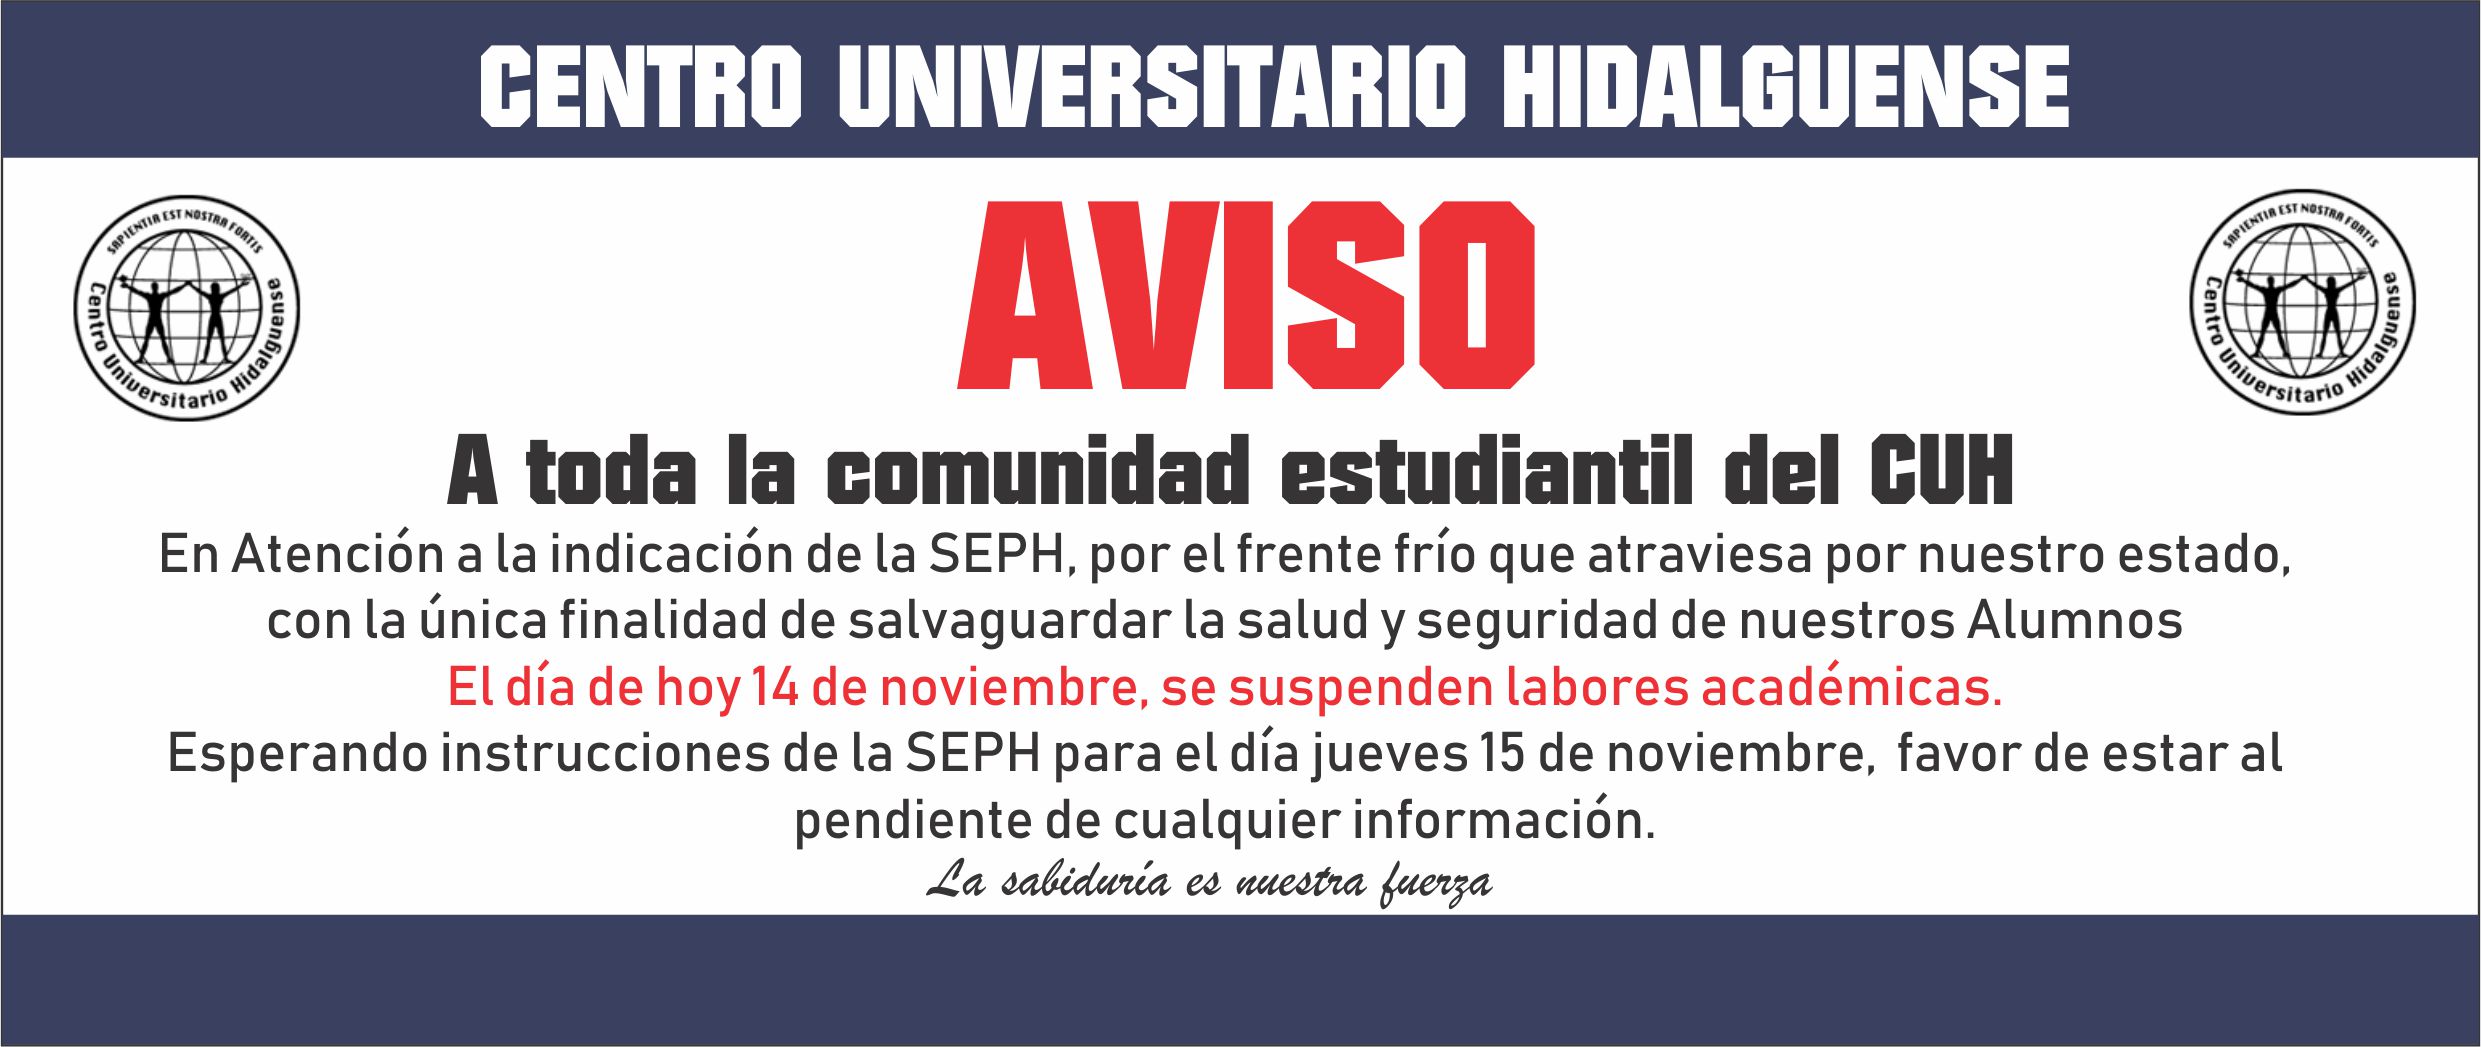 CENTRO UNIVERSITARIO HIDALGUENSE
SAPIENTIA EST NOSTRA FORTIS
Centro Universitario Hidalguense
AVISO
SAPIENTIA EST NOSTRA FORTIS
Centro Universitario Hidalguense
A toda la comunidad estudiantil del CUH
En Atención a la indicación de la SEPH, por el frente frío que atraviesa por nuestro estado,
con la única finalidad de salvaguardar la salud y seguridad de nuestros Alumnos
El día de hoy 14 de noviembre, se suspenden labores académicas.
Esperando instrucciones de la SEPH para el día jueves 15 de noviembre, favor de estar al
pendiente de cualquier información.
La sabiduría es nuestra fuerza